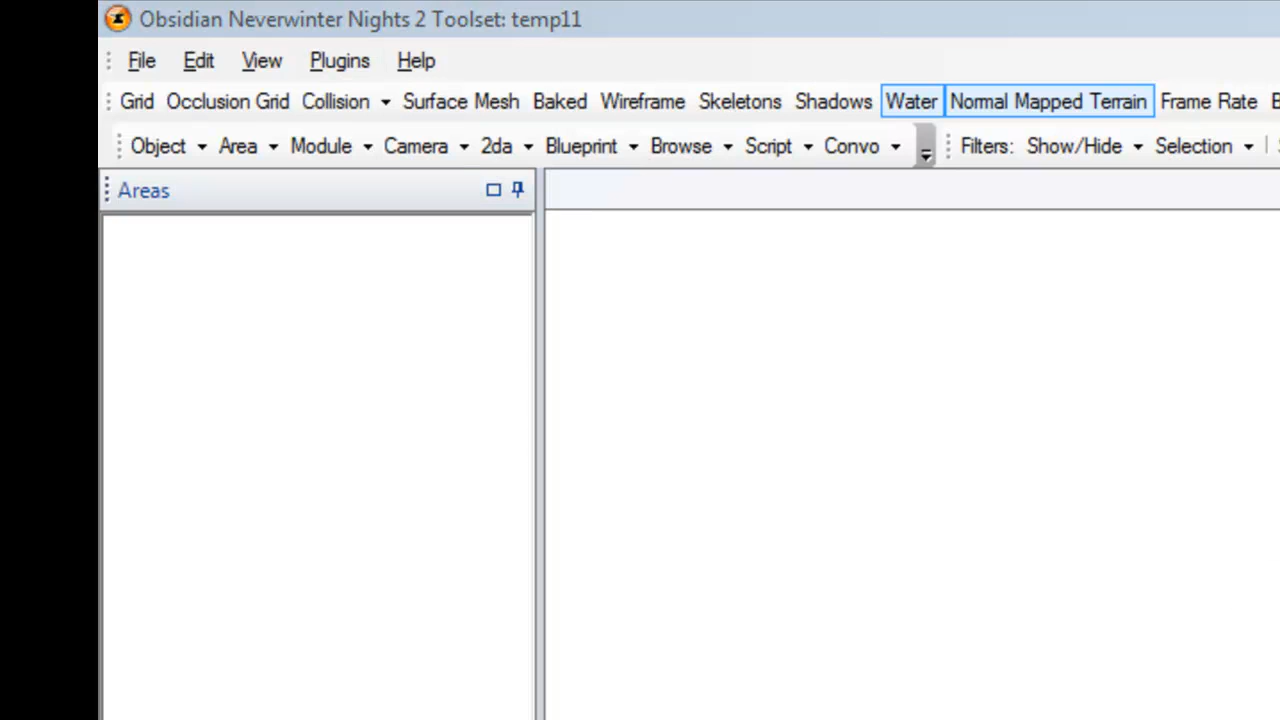 Obsidian Neverwinter Nights 2 Toolset: temp11
File Edit View Plugins Help
Grid Occlusion Grid Collision Surface Mesh Baked Wireframe Skeletons Shadows Water Normal Mapped Terrain Frame Rate
Object Area Module Camera 2da Blueprint Browse Script Convo Filters: Show/Hide Selection
Areas